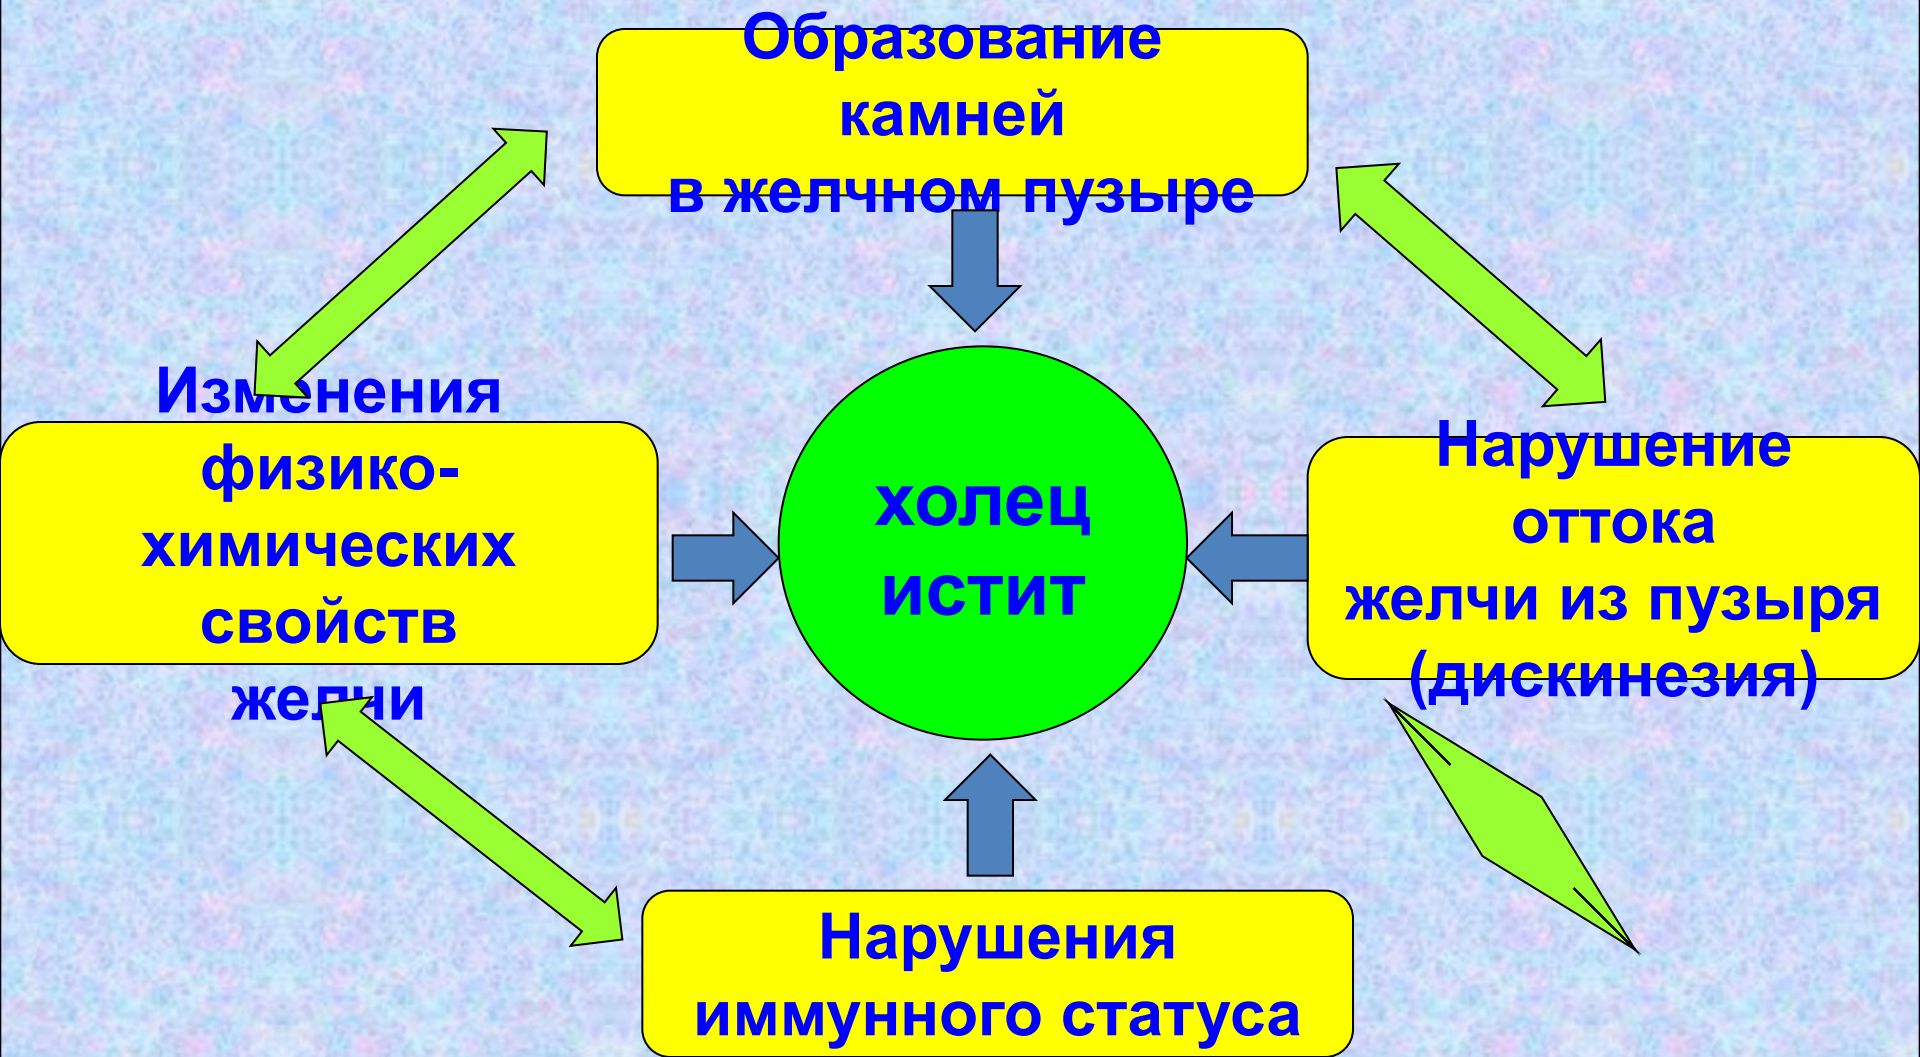 Образование
камней
в желчном пузыре
Изменения
физико-
химических
свойств
желчи
холец
истит
Нарушение
оттока
желчи из пузыря
(дискинезия)
Нарушения
иммунного статуса